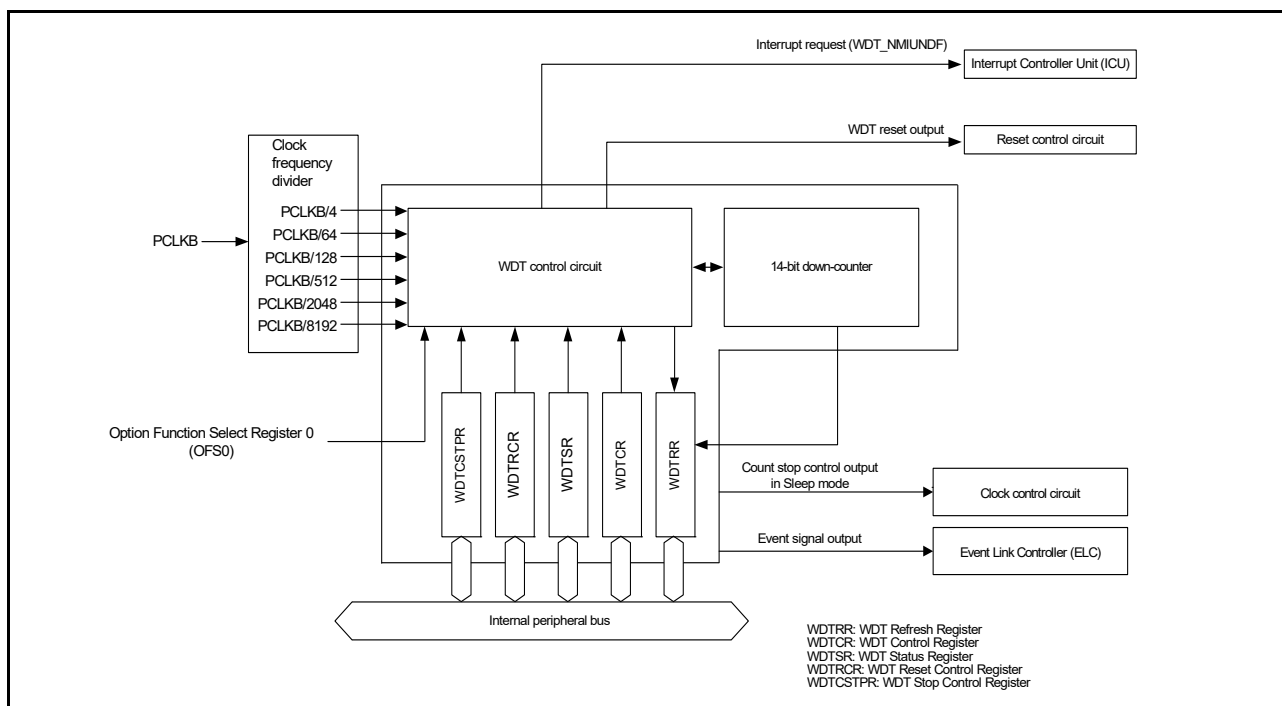 Interrupt request (WDT_NMIUNDF)
Interrupt Controller Unit (ICU)
WDT reset output
Reset control circuit
Clock
frequency
divider
PCLKB
PCLKB/4
PCLKB/64
PCLKB/128
PCLKB/512
PCLKB/2048
PCLKB/8192
WDT control circuit
14-bit down-counter
Option Function Select Register 0
(OFS0)
WDTCSTPR
WDTRCR
WDTSR
WDTCR
WDTRR
Count stop control output
in Sleep mode
Clock control circuit
Event signal output
Event Link Controller (ELC)
Internal peripheral bus
WDTRR: WDT Refresh Register
WDTCR: WDT Control Register
WDTSR: WDT Status Register
WDTRCR: WDT Reset Control Register
WDTCSTPR: WDT Stop Control Register